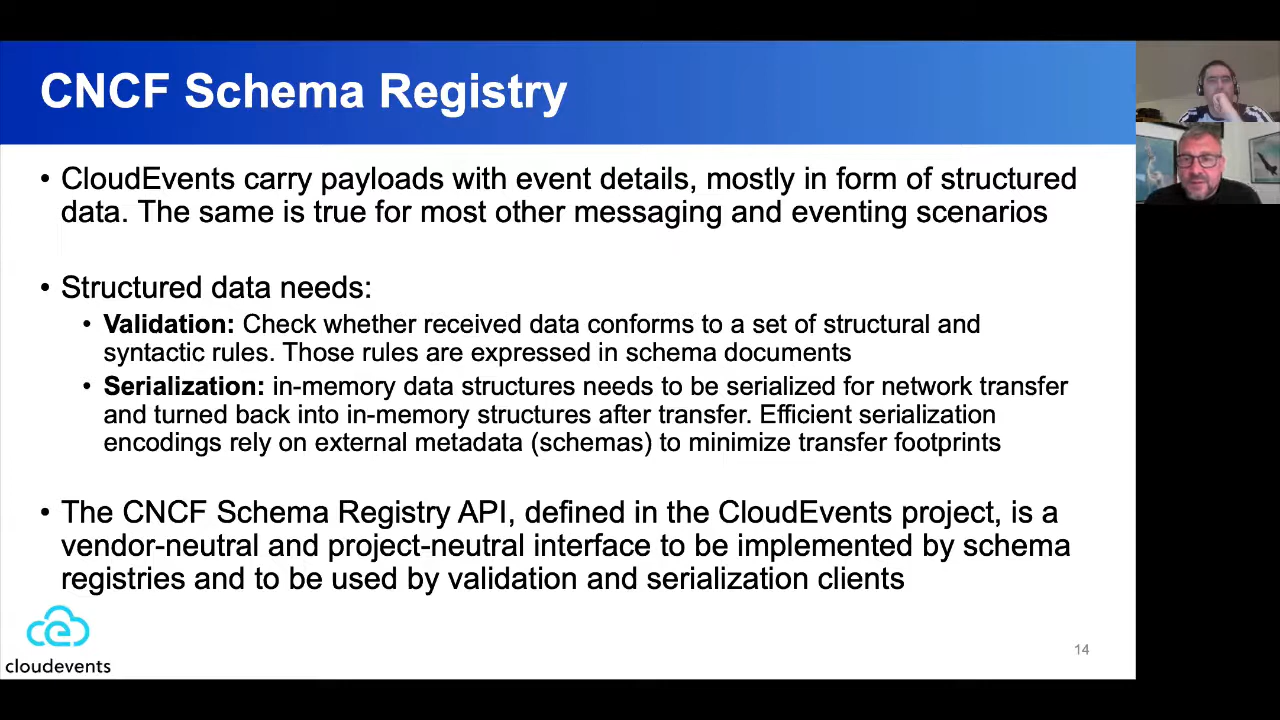 CNCF Schema Registry
• CloudEvents carry payloads with event details, mostly in form of structured
data. The same is true for most other messaging and eventing scenarios
• Structured data needs:
• Validation: Check whether received data conforms to a set of structural and
syntactic rules. Those rules are expressed in schema documents
• Serialization: in-memory data structures needs to be serialized for network transfer
and turned back into in-memory structures after transfer. Efficient serialization
encodings rely on external metadata (schemas) to minimize transfer footprints
• The CNCF Schema Registry API, defined in the CloudEvents project, is a
vendor-neutral and project-neutral interface to be implemented by schema
registries and to be used by validation and serialization clients
cloudevents
14